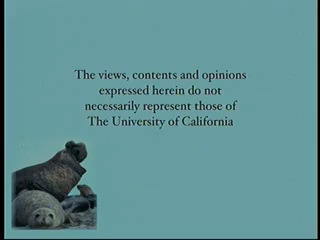 The views, contents and opinions
expressed herein do not
necessarily represent those of
The University of California